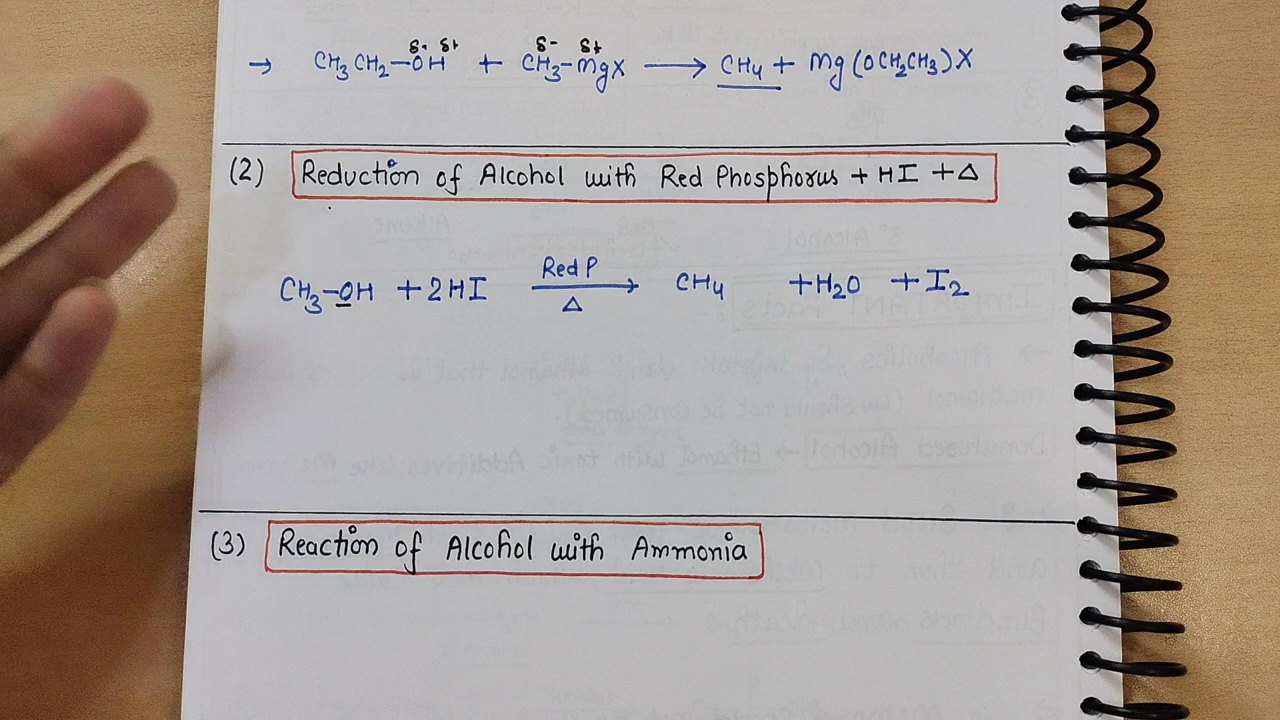 δ- δ+ δ- δ+
→ CH₃CH₂-OH + CH₃-MgX ⟶ CH₄ + Mg(OCH₂CH₃)X
(2) Reduction of Alcohol with Red Phosphorus + HI + Δ
Red P
CH₃-OH + 2HI ⟶ CH₄ + H₂O + I₂
Δ
(3) Reaction of Alcohol with Ammonia